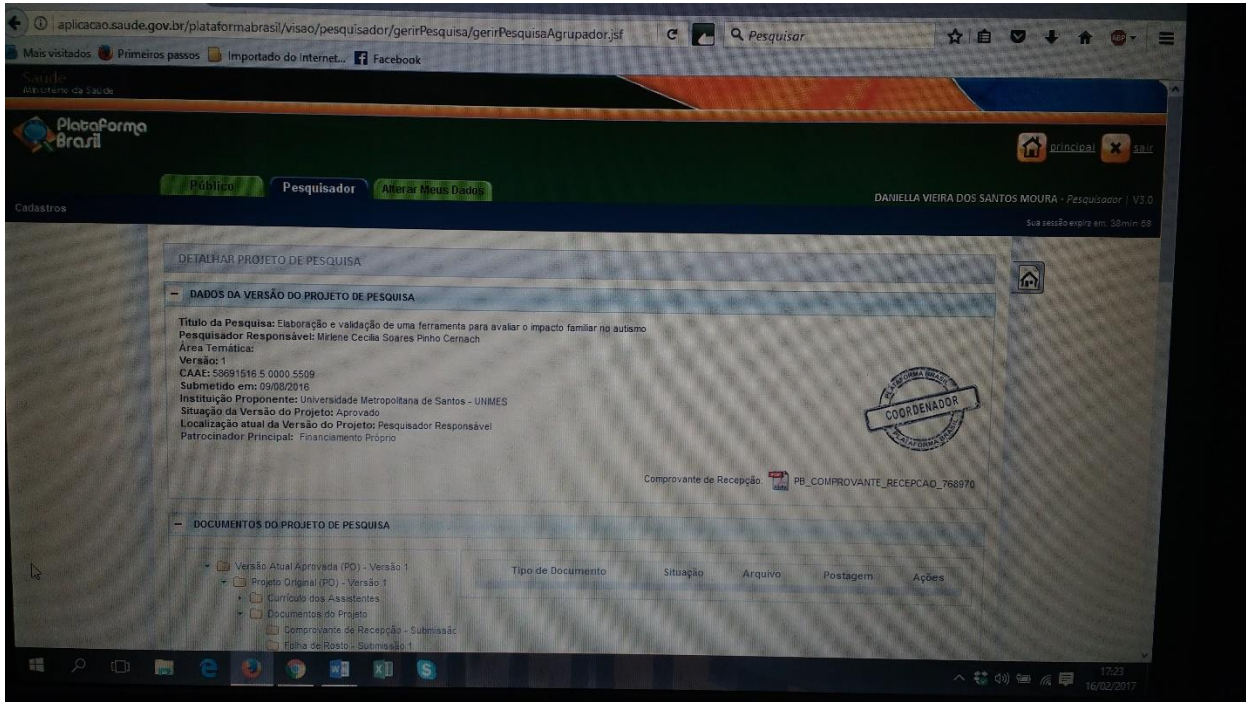 aplicacao.saude.gov.br/plataformabrasil/visao/pesquisador/gerirPesquisa/gerirPesquisaAgrupador.jsf
Pesquisar
ABP
Mais visitados Primeiros passos Importado do Internet... Facebook
Saúde
Ministério da Saúde
Plataforma
Brasil
principal sair
Público Pesquisador Alterar Meus Dados
DANIELLA VIEIRA DOS SANTOS MOURA - Pesquisador | V3.0
Cadastros
Sua sessão expira em: 38min 58
DETALHAR PROJETO DE PESQUISA
DADOS DA VERSÃO DO PROJETO DE PESQUISA
Título da Pesquisa: Elaboração e validação de uma ferramenta para avaliar o impacto familiar no autismo
Pesquisador Responsável: Mirlene Cecilia Soares Pinho Cernach
Área Temática:
Versão: 1
CAAE: 58691516.5.0000.5509
Submetido em: 09/08/2016
Instituição Proponente: Universidade Metropolitana de Santos - UNIMES
Situação da Versão do Projeto: Aprovado
Localização atual da Versão do Projeto: Pesquisador Responsável
Patrocinador Principal: Financiamento Próprio
PLATAFORMA BRASIL
COORDENADOR
PLATAFORMA BRASIL
Comprovante de Recepção: PB_COMPROVANTE_RECEPCAO_768970
DOCUMENTOS DO PROJETO DE PESQUISA
Versão Atual Aprovada (PO) - Versão 1
Projeto Original (PO) - Versão 1
Currículo dos Assistentes
Documentos do Projeto
Comprovante de Recepção - Submissão
Folha de Rosto - Submissão 1
Tipo de Documento Situação Arquivo Postagem Ações
17:23
16/02/2017